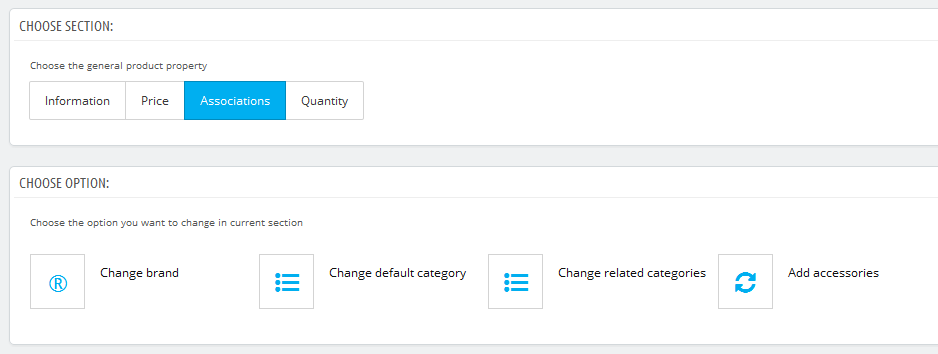 CHOOSE SECTION:
Choose the general product property
Information Price Associations Quantity
CHOOSE OPTION:
Choose the option you want to change in current section
® Change brand Change default category Change related categories Add accessories